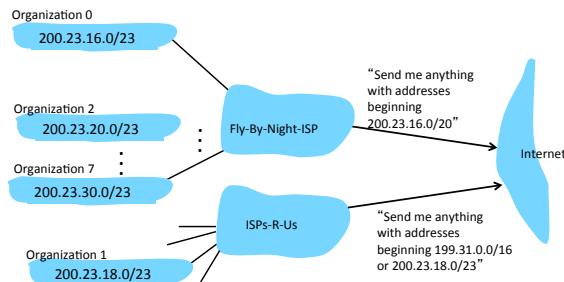 Organization 0
200.23.16.0/23
Organization 2
200.23.20.0/23
Organization 7
200.23.30.0/23
Fly-By-Night-ISP
“Send me anything
with addresses
beginning
200.23.16.0/20”
Internet
ISPs-R-Us
Organization 1
200.23.18.0/23
“Send me anything
with addresses
beginning 199.31.0.0/16
or 200.23.18.0/23”